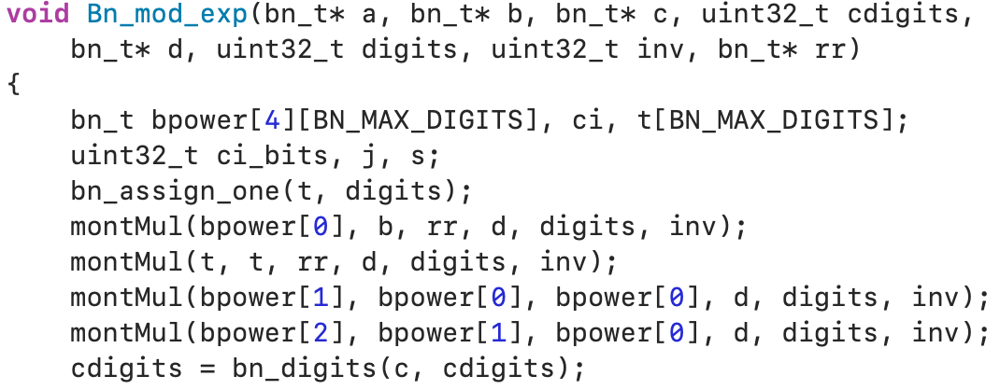 void Bn_mod_exp(bn_t* a, bn_t* b, bn_t* c, uint32_t cdigits,
    bn_t* d, uint32_t digits, uint32_t inv, bn_t* rr)
{
    bn_t bpower[4][BN_MAX_DIGITS], ci, t[BN_MAX_DIGITS];
    uint32_t ci_bits, j, s;
    bn_assign_one(t, digits);
    montMul(bpower[0], b, rr, d, digits, inv);
    montMul(t, t, rr, d, digits, inv);
    montMul(bpower[1], bpower[0], bpower[0], d, digits, inv);
    montMul(bpower[2], bpower[1], bpower[0], d, digits, inv);
    cdigits = bn_digits(c, cdigits);